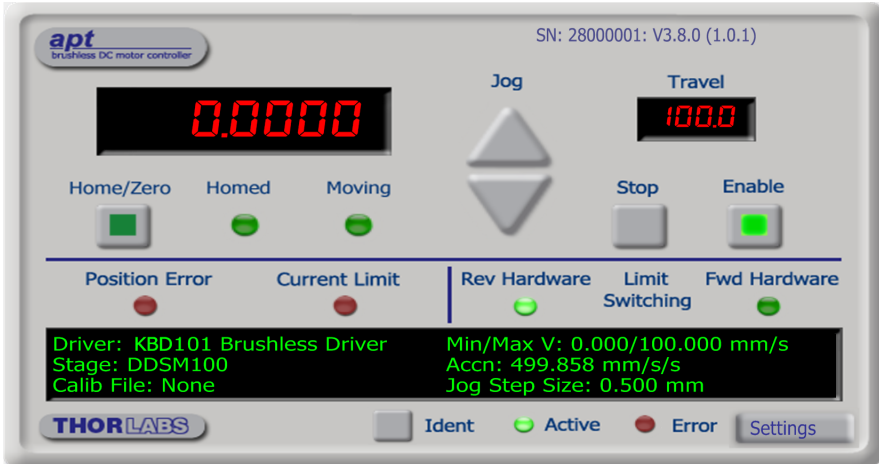 apt
brushless DC motor controller
SN: 28000001: V3.8.0 (1.0.1)
Jog
Travel
0.0000
100.0
Home/Zero Homed Moving
Stop Enable
Position Error Current Limit
Rev Hardware Limit Switching Fwd Hardware
Driver: KBD101 Brushless Driver
Stage: DDSM100
Calib File: None
Min/Max V: 0.000/100.000 mm/s
Accn: 499.858 mm/s/s
Jog Step Size: 0.500 mm
THORLABS
Ident Active Error Settings